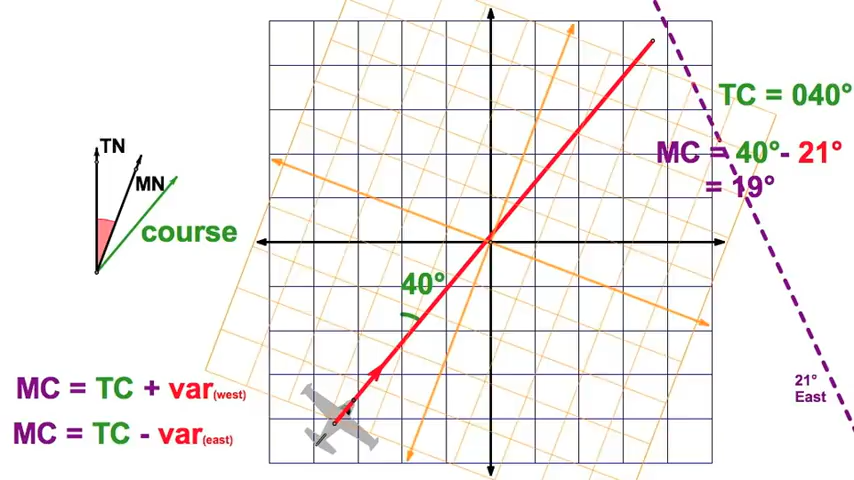 TN
MN
course
40°
TC = 040°
MC = 40°- 21°
= 19°
21°
East
MC = TC + var(west)
MC = TC - var(east)